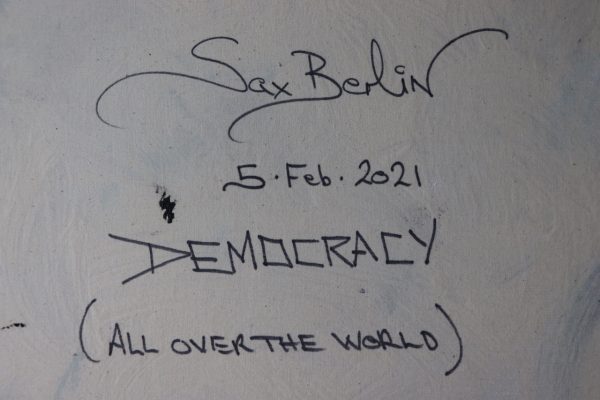 Sax Berlin
5. Feb. 2021
DEMOCRACY
(ALL OVER THE WORLD)